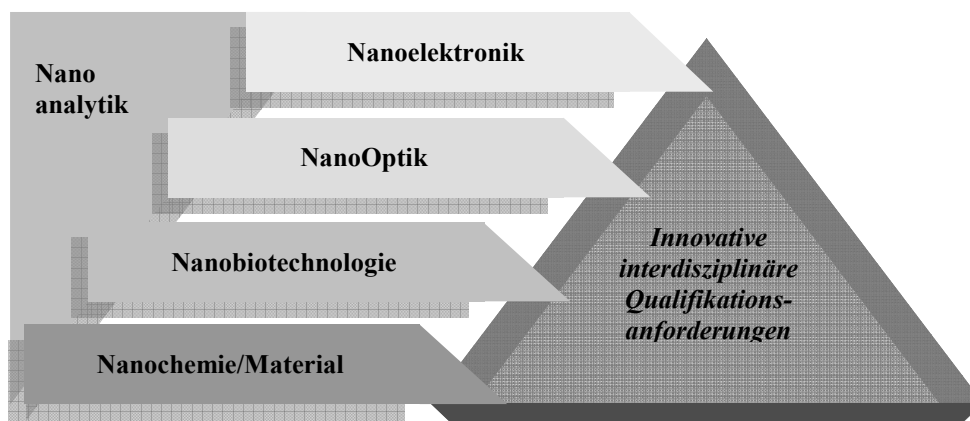 Nano
analytik
Nanoelektronik
NanoOptik
Nanobiotechnologie
Nanochemie/Material
Innovative
interdisziplinäre
Qualifikations-
anforderungen